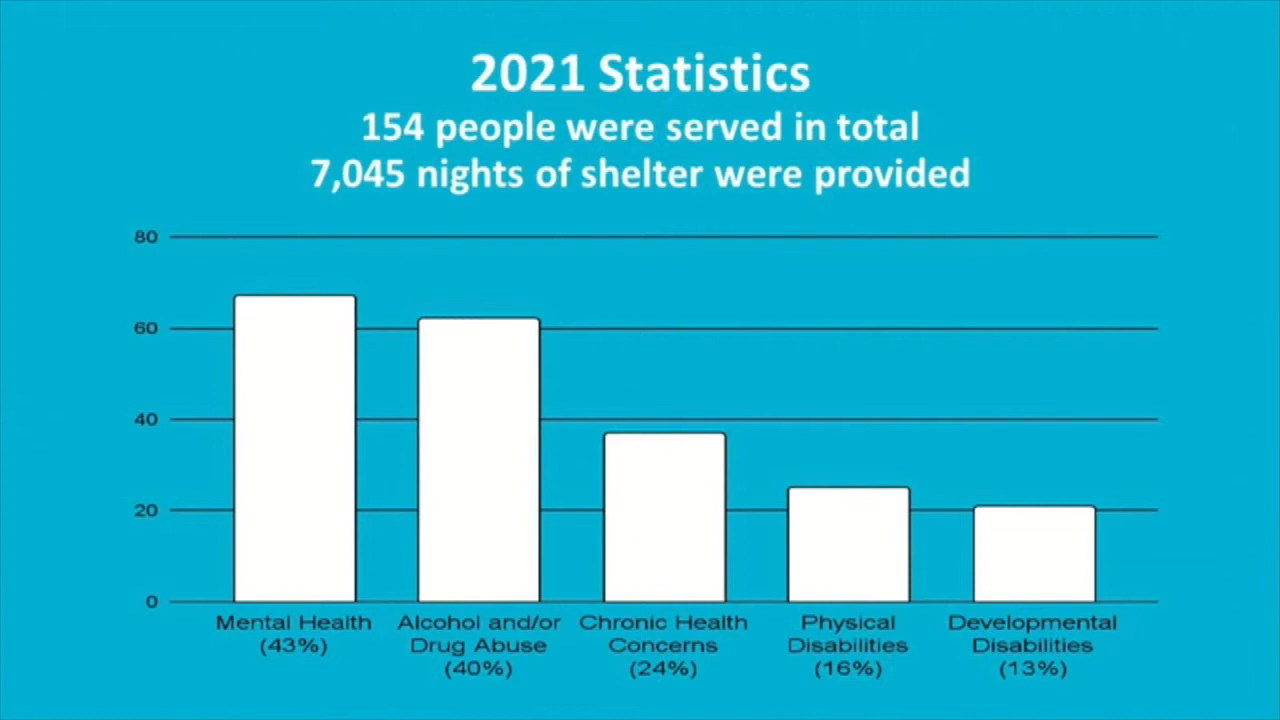 2021 Statistics
154 people were served in total
7,045 nights of shelter were provided
80
60
40
20
0
Mental Health
(43%)
Alcohol and/or
Drug Abuse
(40%)
Chronic Health
Concerns
(24%)
Physical
Disabilities
(16%)
Developmental
Disabilities
(13%)